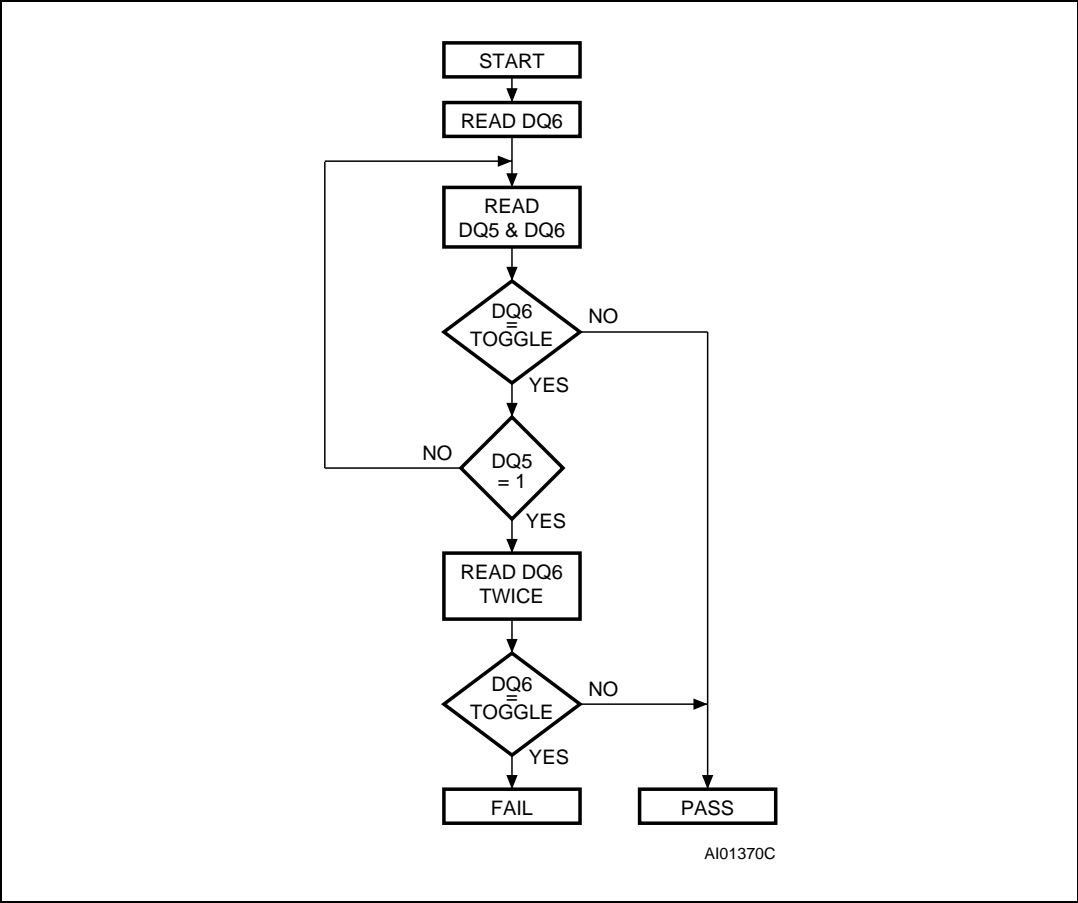 START
READ DQ6
READ
DQ5 & DQ6
DQ6
=
TOGGLE
NO
YES
NO
DQ5
= 1
YES
READ DQ6
TWICE
DQ6
=
TOGGLE
NO
YES
FAIL
PASS
AI01370C